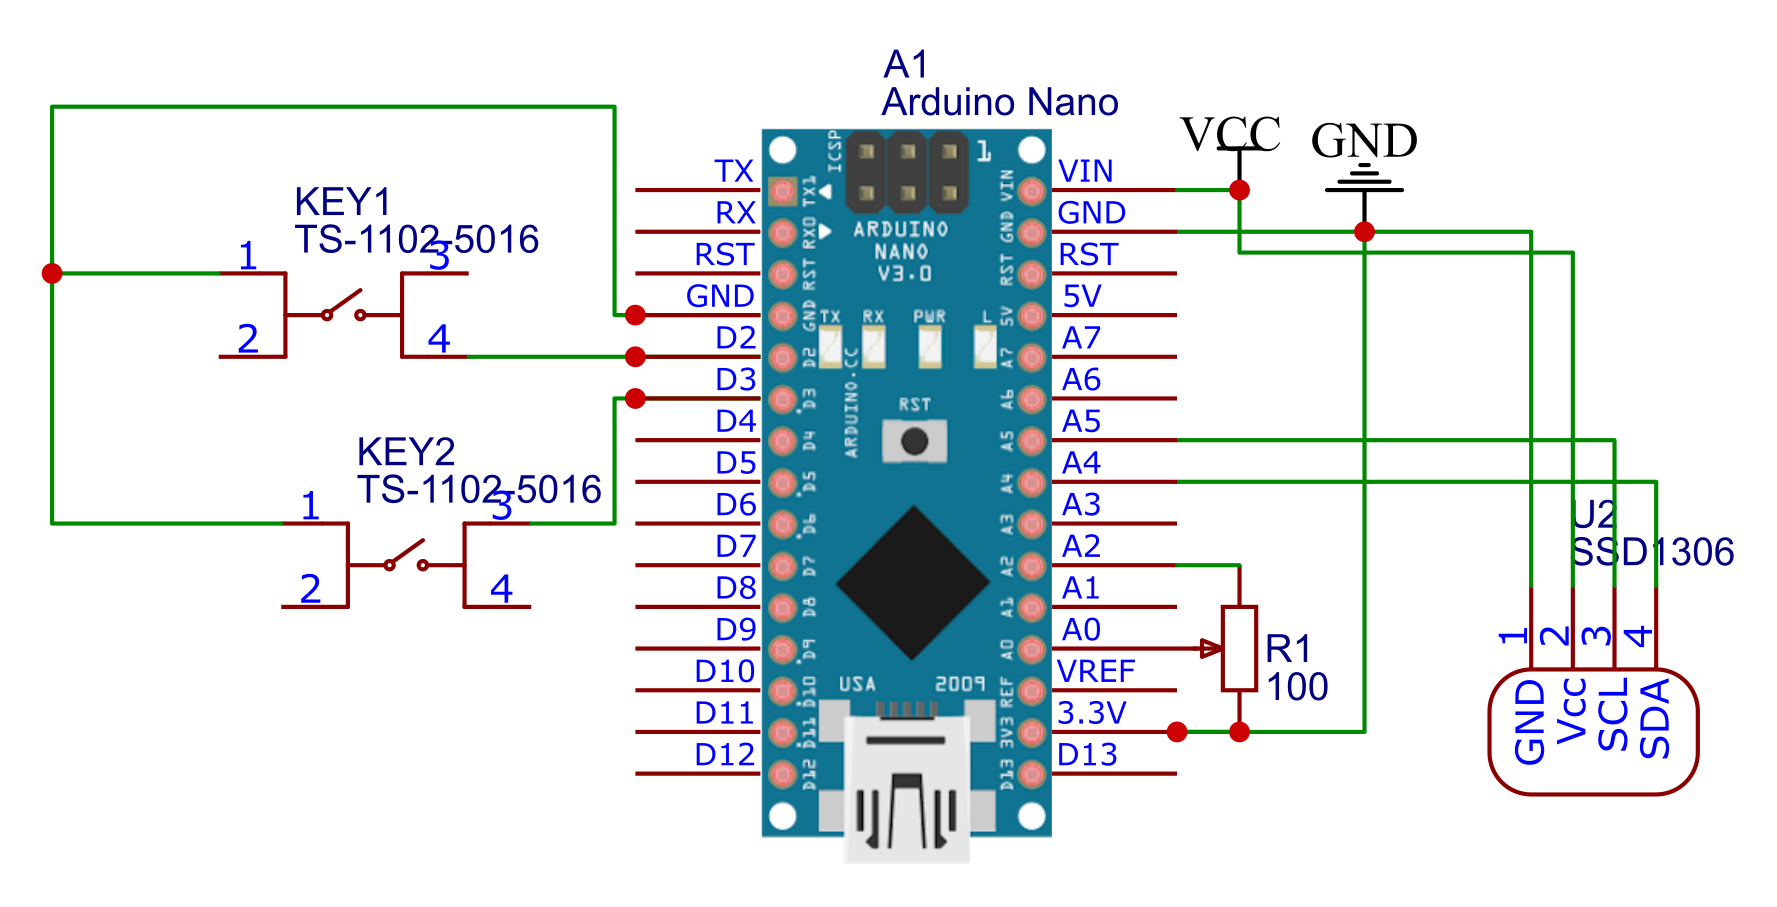 A1
Arduino Nano
VCC
GND
KEY1
TS-1102-5016
1
3
2
4
KEY2
TS-1102-5016
1
3
2
4
TX
RX
RST
GND
D2
D3
D4
D5
D6
D7
D8
D9
D10
D11
D12
ICSP
1
TX1
RX0
RST
GND
D2
D3
D4
D5
D6
D7
D8
D9
D10
D11
D12
ARDUINO
NANO
V3.0
TX
RX
PWR
L
ARDUINO.CC
RST
USA
2009
VIN
GND
RST
5V
A7
A6
A5
A4
A3
A2
A1
A0
REF
3V3
D13
VIN
GND
RST
5V
A7
A6
A5
A4
A3
A2
A1
A0
VREF
3.3V
D13
R1
100
U2
SSD1306
1
2
3
4
GND
Vcc
SCL
SDA